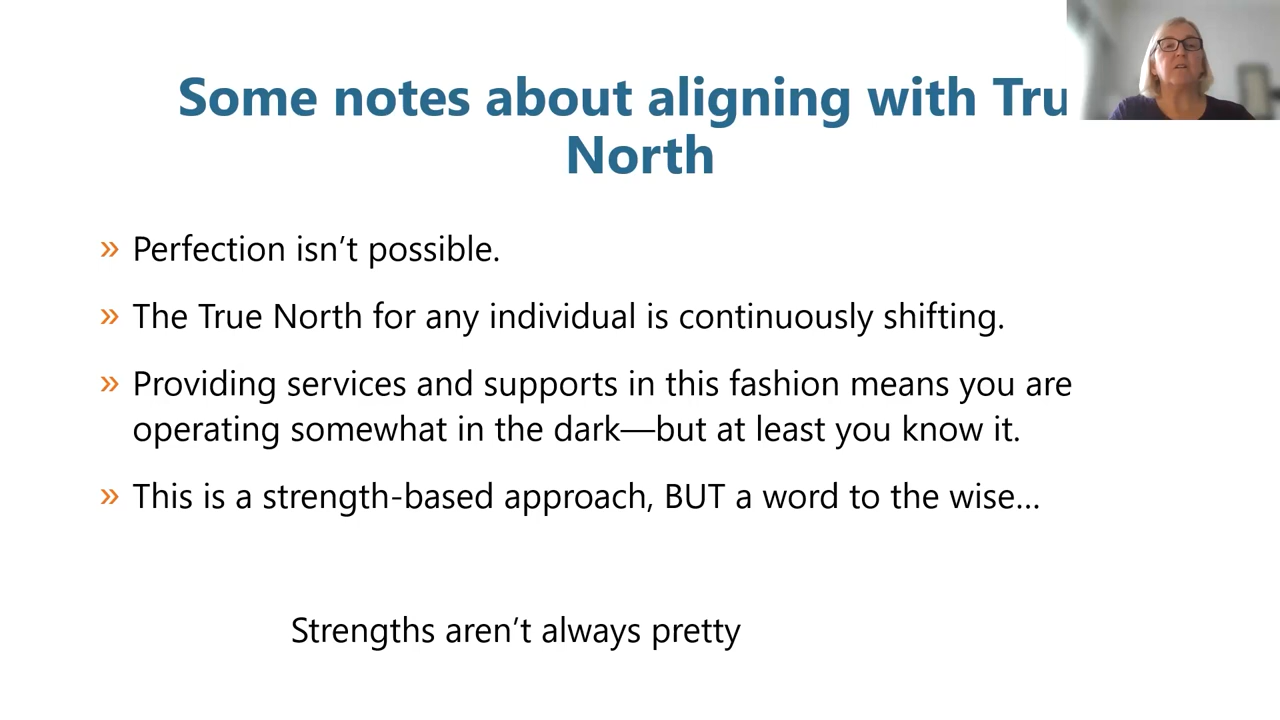 Some notes about aligning with Tru
North
» Perfection isn’t possible.
» The True North for any individual is continuously shifting.
» Providing services and supports in this fashion means you are
operating somewhat in the dark—but at least you know it.
» This is a strength-based approach, BUT a word to the wise…
Strengths aren’t always pretty